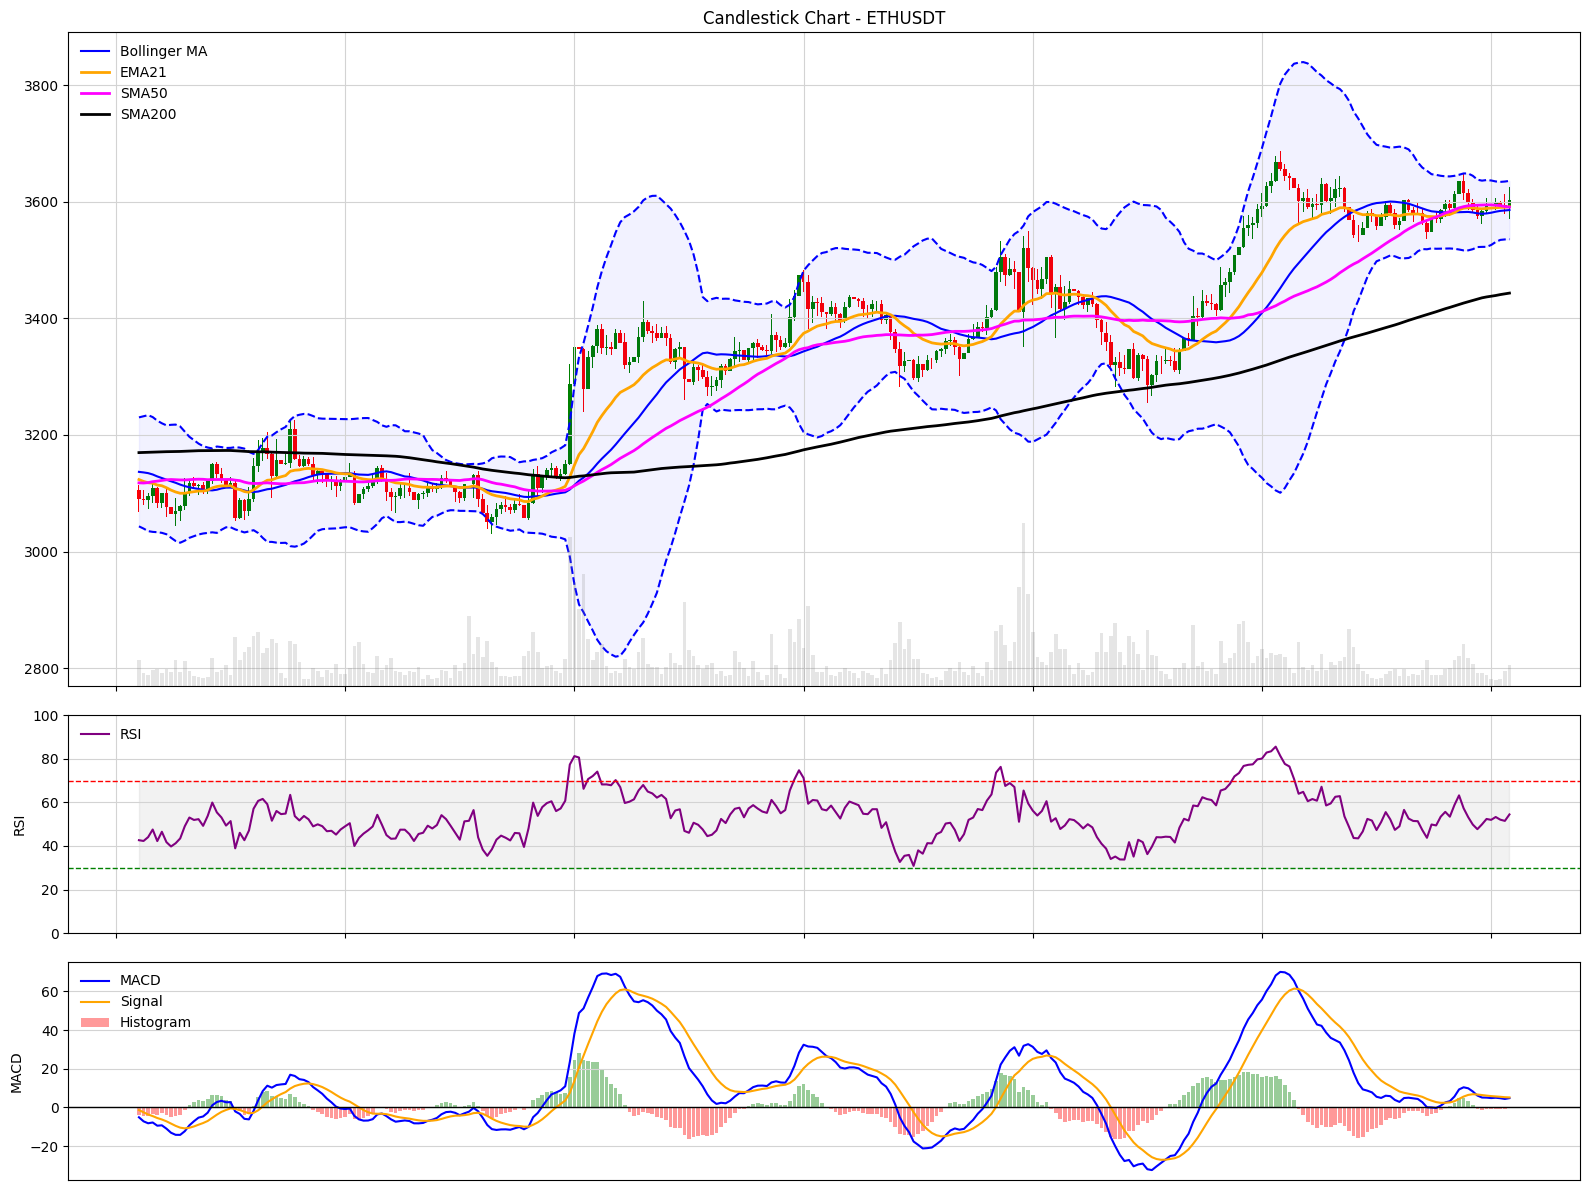 Candlestick Chart - ETHUSDT
Bollinger MA
EMA21
SMA50
SMA200
3800
3600
3400
3200
3000
2800
RSI
100
80
60
40
20
0
RSI
MACD
Signal
Histogram
60
40
20
0
−20
MACD